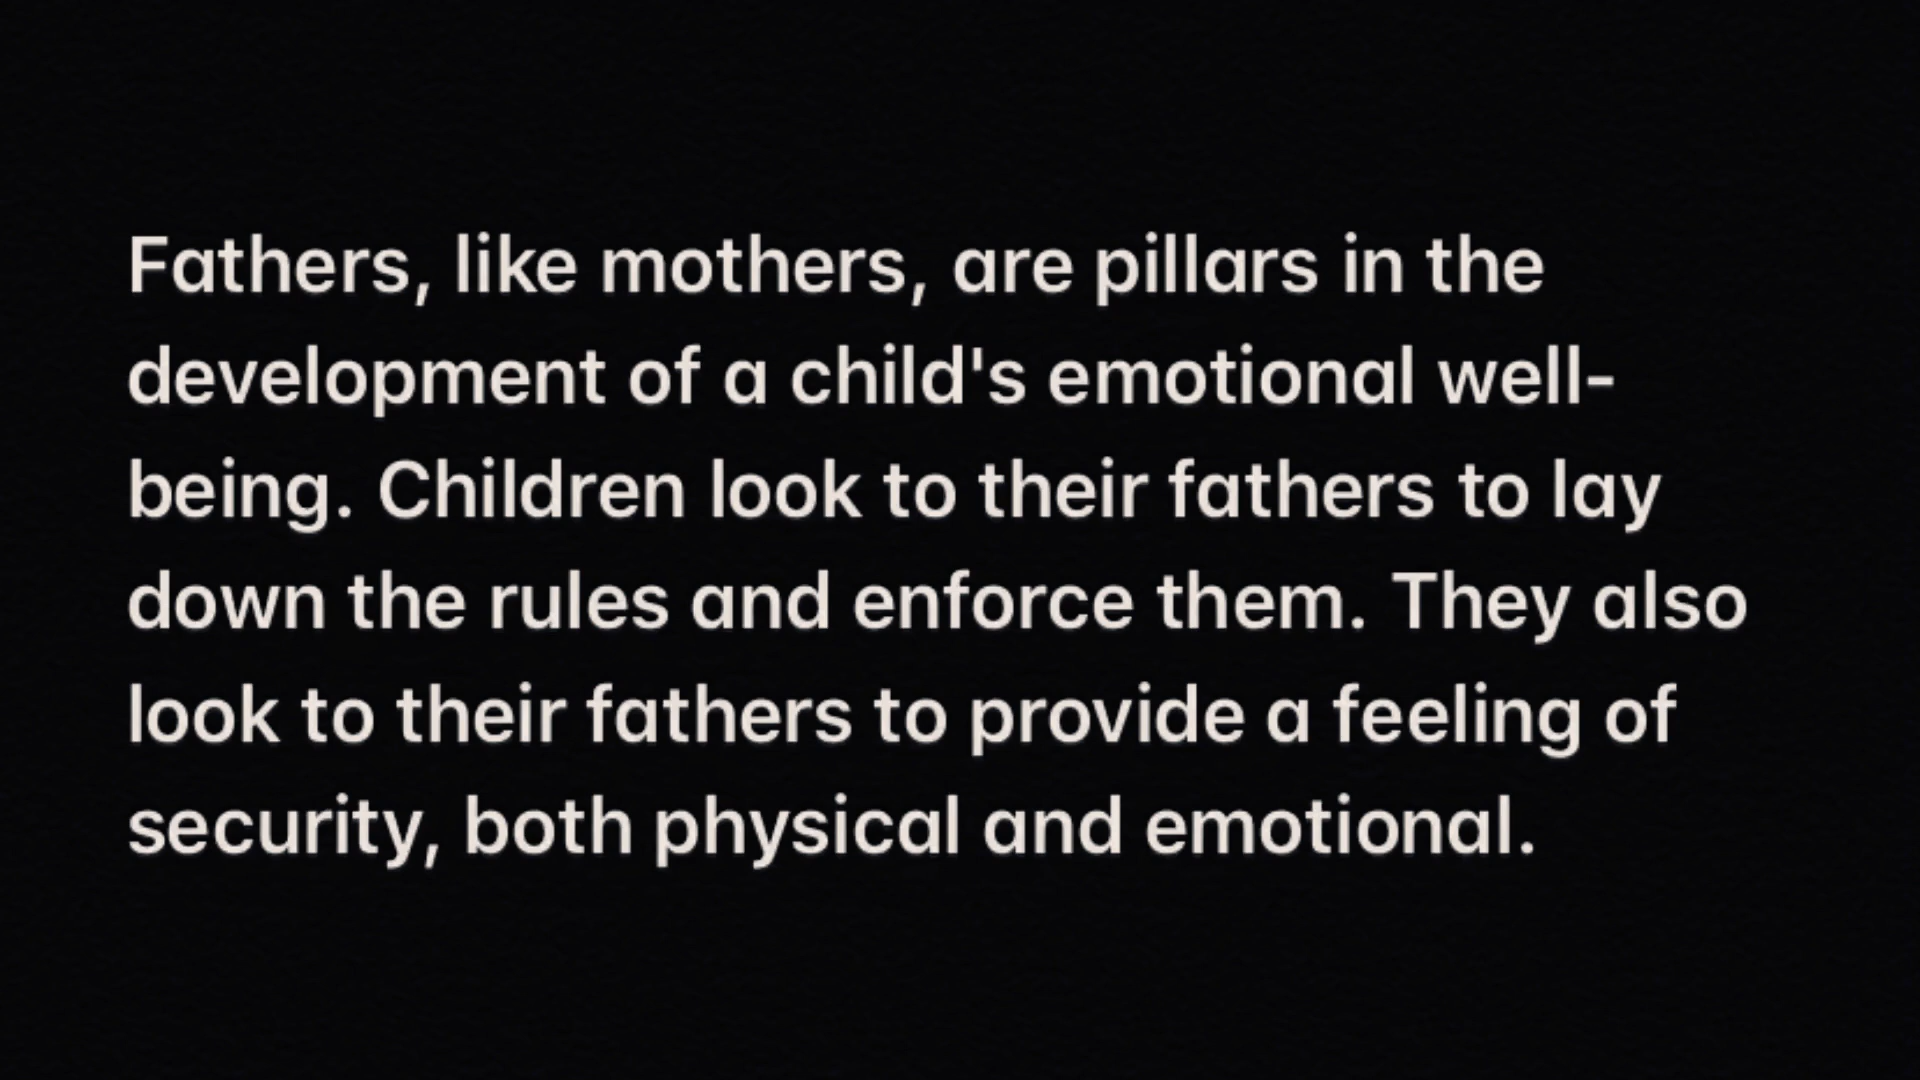 Fathers, like mothers, are pillars in the
development of a child's emotional well-
being. Children look to their fathers to lay
down the rules and enforce them. They also
look to their fathers to provide a feeling of
security, both physical and emotional.